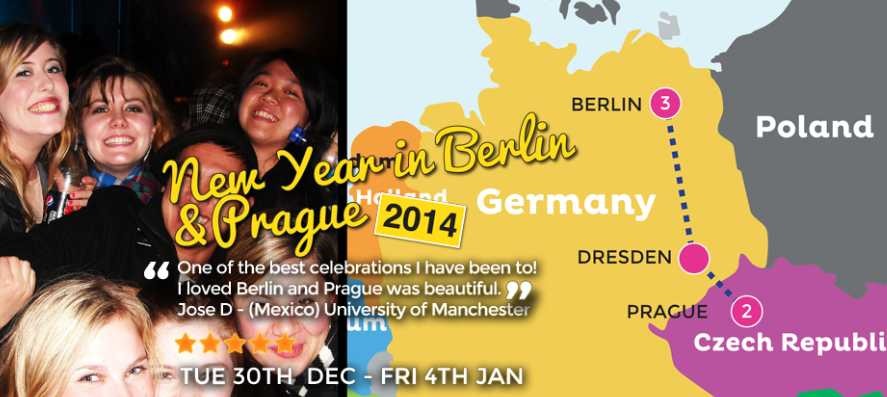 New Year in Berlin
& Prague 2014
“ One of the best celebrations I have been to!
I loved Berlin and Prague was beautiful. ”
Jose D - (Mexico) University of Manchester
TUE 30TH DEC - FRI 4TH JAN
BERLIN 3
Poland
Holland
Germany
DRESDEN
PRAGUE 2
um
Czech Republi